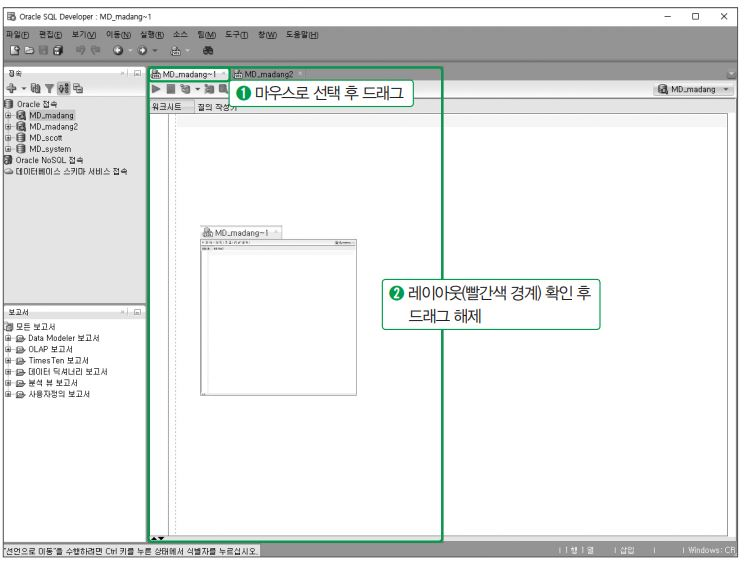 Oracle SQL Developer : MD_madang~1
파일(F) 편집(E) 보기(V) 이동(N) 실행(R) 소스 팀(M) 도구(T) 창(W) 도움말(H)
접속
MD_madang~1
MD_madang2
❶ 마우스로 선택 후 드래그
MD_madang
워크시트 질의 작성기
Oracle 접속
MD_madang
MD_madang2
MD_scott
MD_system
Oracle NoSQL 접속
데이터베이스 스키마 서비스 접속
MD_madang~1
❷ 레이아웃(빨간색 경계) 확인 후
드래그 해제
보고서
모든 보고서
Data Modeler 보고서
OLAP 보고서
TimesTen 보고서
데이터 딕셔너리 보고서
분석 뷰 보고서
사용자정의 보고서
"선언으로 이동"을 수행하려면 Ctrl 키를 누른 상태에서 식별자를 누르십시오.
1 행 1 열 | 삽입 | | Windows: CR